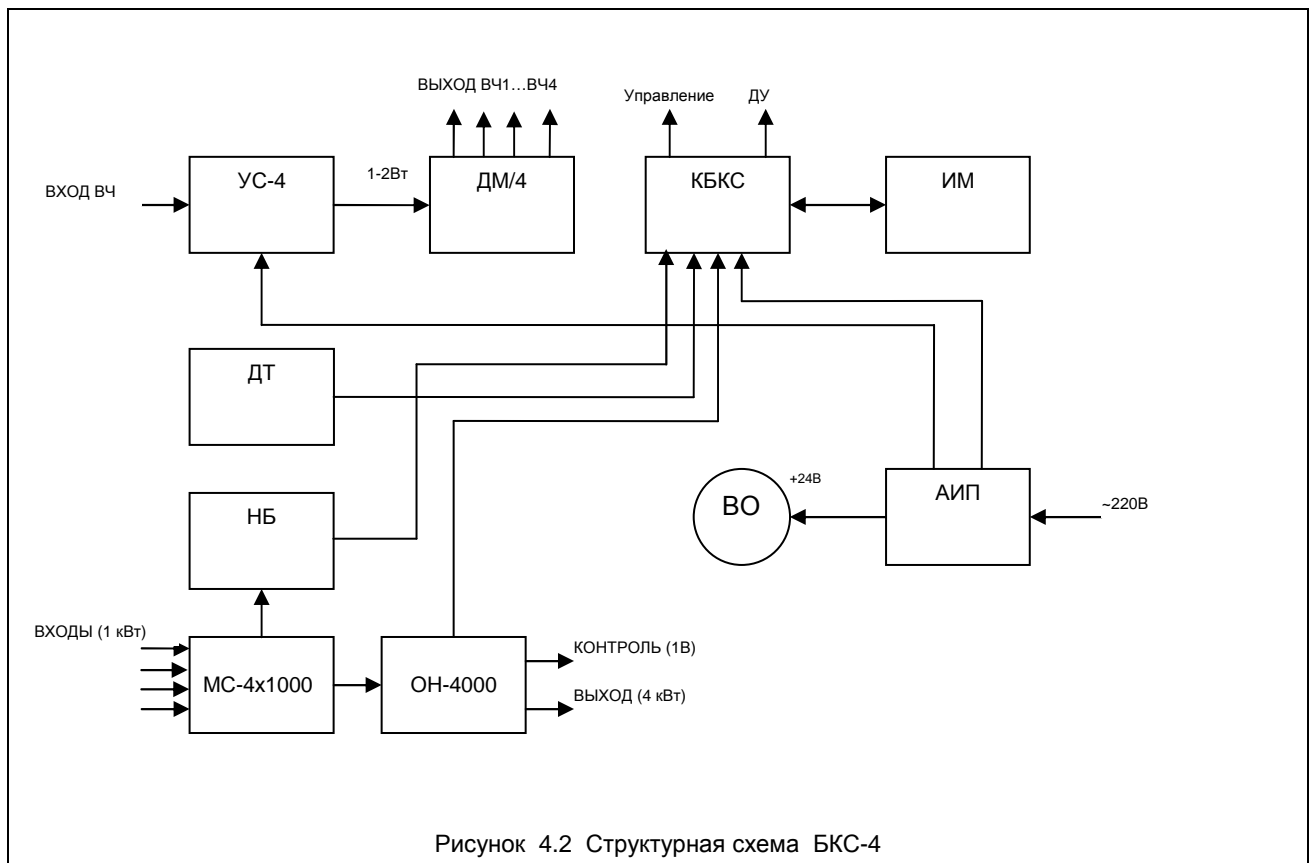 ВЫХОД ВЧ1…ВЧ4
Управление
ДУ
ВХОД ВЧ
УС-4
1-2Вт
ДМ/4
КБКС
ИМ
ДТ
НБ
ВО
+24В
АИП
~220В
ВХОДЫ (1 кВт)
МС-4х1000
ОН-4000
КОНТРОЛЬ (1В)
ВЫХОД (4 кВт)
Рисунок 4.2 Структурная схема БКС-4